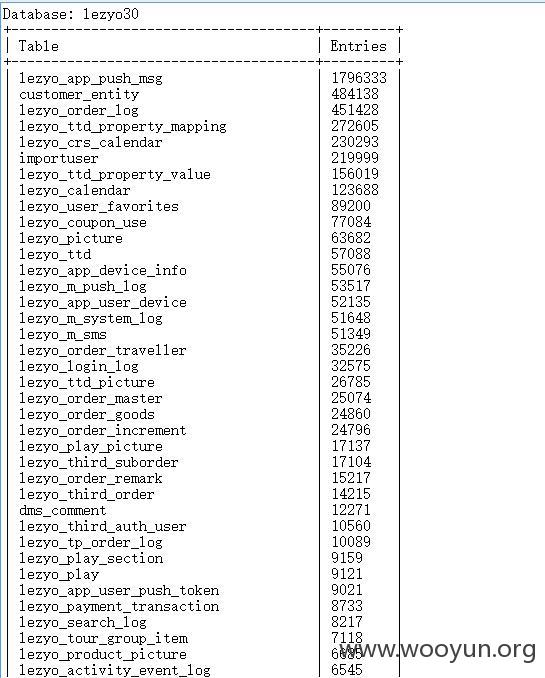 Database: lezyo30
+--------------------------------+---------+
| Table | Entries |
+--------------------------------+---------+
| lezyo_app_push_msg | 1796333 |
| customer_entity | 484138 |
| lezyo_order_log | 451428 |
| lezyo_ttd_property_mapping | 272605 |
| lezyo_crs_calendar | 230293 |
| importuser | 219999 |
| lezyo_ttd_property_value | 156019 |
| lezyo_calendar | 123688 |
| lezyo_user_favorites | 89200 |
| lezyo_coupon_use | 77084 |
| lezyo_picture | 63682 |
| lezyo_ttd | 57088 |
| lezyo_app_device_info | 55076 |
| lezyo_m_push_log | 53517 |
| lezyo_app_user_device | 52135 |
| lezyo_m_system_log | 51648 |
| lezyo_m_sms | 51349 |
| lezyo_order_traveller | 35226 |
| lezyo_login_log | 32575 |
| lezyo_ttd_picture | 26785 |
| lezyo_order_master | 25074 |
| lezyo_order_goods | 24860 |
| lezyo_order_increment | 24796 |
| lezyo_play_picture | 17137 |
| lezyo_third_suborder | 17104 |
| lezyo_order_remark | 15217 |
| lezyo_third_order | 14215 |
| dms_comment | 12271 |
| lezyo_third_auth_user | 10560 |
| lezyo_tp_order_log | 10089 |
| lezyo_play_section | 9159 |
| lezyo_play | 9121 |
| lezyo_app_user_push_token | 9021 |
| lezyo_payment_transaction | 8733 |
| lezyo_search_log | 8217 |
| lezyo_tour_group_item | 7118 |
| lezyo_product_picture | |
| lezyo_activity_event_log | 6545 |
www.wooyun.org